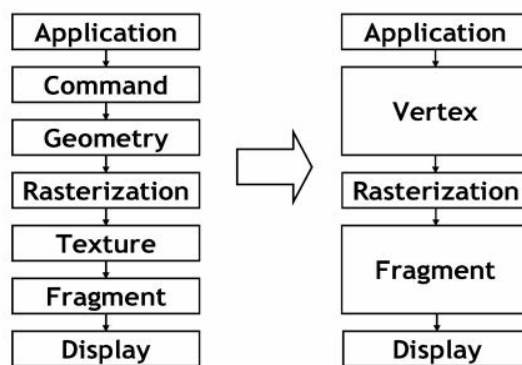 Application
Command
Geometry
Rasterization
Texture
Fragment
Display
Application
Vertex
Rasterization
Fragment
Display